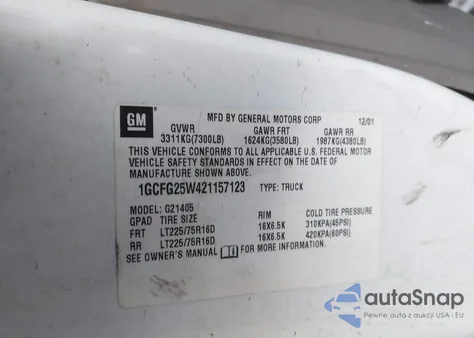 GM
MFD BY GENERAL MOTORS CORP 12/01
GVWR GAWR FRT GAWR RR
3311KG(7300LB) 1624KG(3580LB) 1987KG(4380LB)
THIS VEHICLE CONFORMS TO ALL APPLICABLE U.S. FEDERAL
MOTOR VEHICLE SAFETY STANDARDS IN EFFECT ON THE DATE OF
MANUFACTURE SHOWN ABOVE.
1GCFG25W421157123 TYPE: TRUCK
MODEL: G21405
GPAD TIRE SIZE RIM COLD TIRE PRESSURE
FRT LT225/75R16D 16X6.5K 310KPA(45PSI)
RR LT225/75R16D 16X6.5K 420KPA(60PSI)
SEE OWNER'S MANUAL FOR ADDITIONAL INFORMATION
autaSnap
Pewne auta z USA i EU